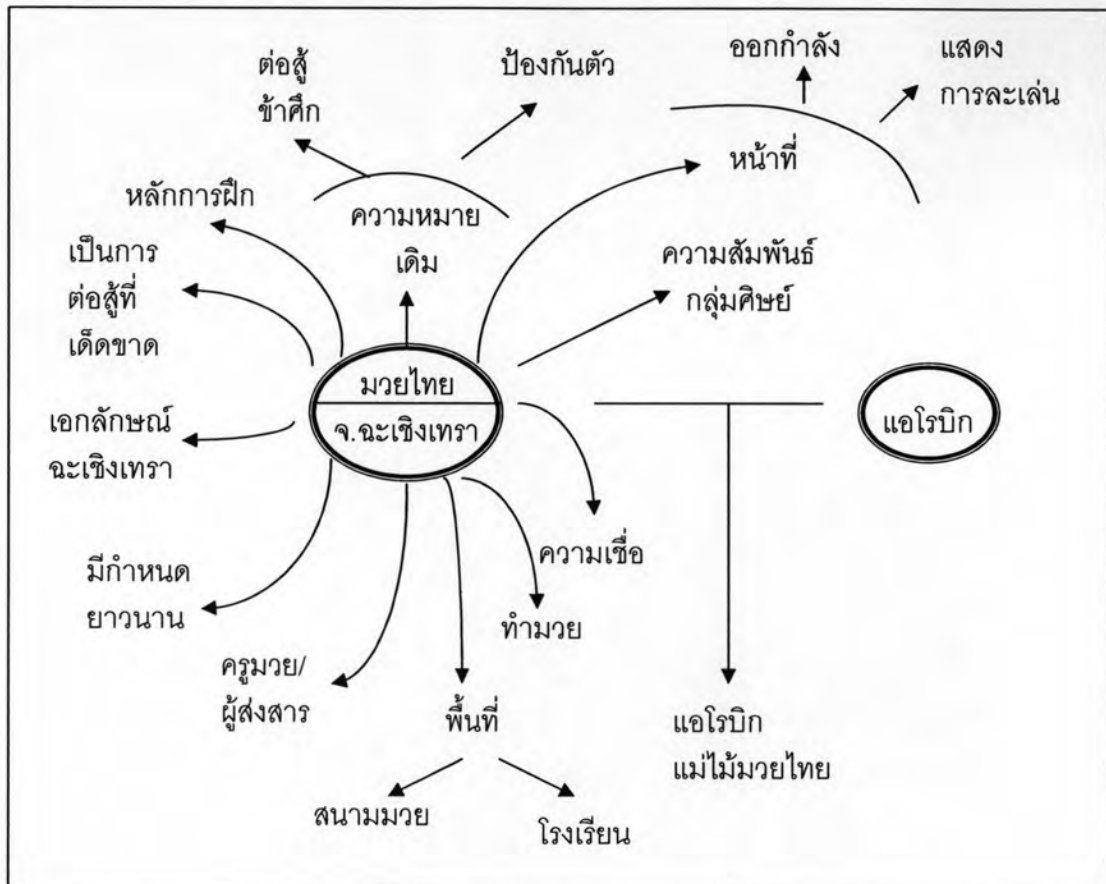 ต่อสู้
ข้าศึก
ป้องกันตัว
ออกกำลัง
แสดง
การละเล่น
หน้าที่
หลักการฝึก
ความหมาย
เดิม
เป็นการ
ต่อสู้ที่
เด็ดขาด
ความสัมพันธ์
กลุ่มศิษย์
มวยไทย
จ.ฉะเชิงเทรา
แอโรบิก
เอกลักษณ์
ฉะเชิงเทรา
ความเชื่อ
มีกำหนด
ยาวนาน
ทำมวย
ครูมวย/
ผู้ส่งสาร
พื้นที่
แอโรบิก
แม่ไม้มวยไทย
สนามมวย
โรงเรียน